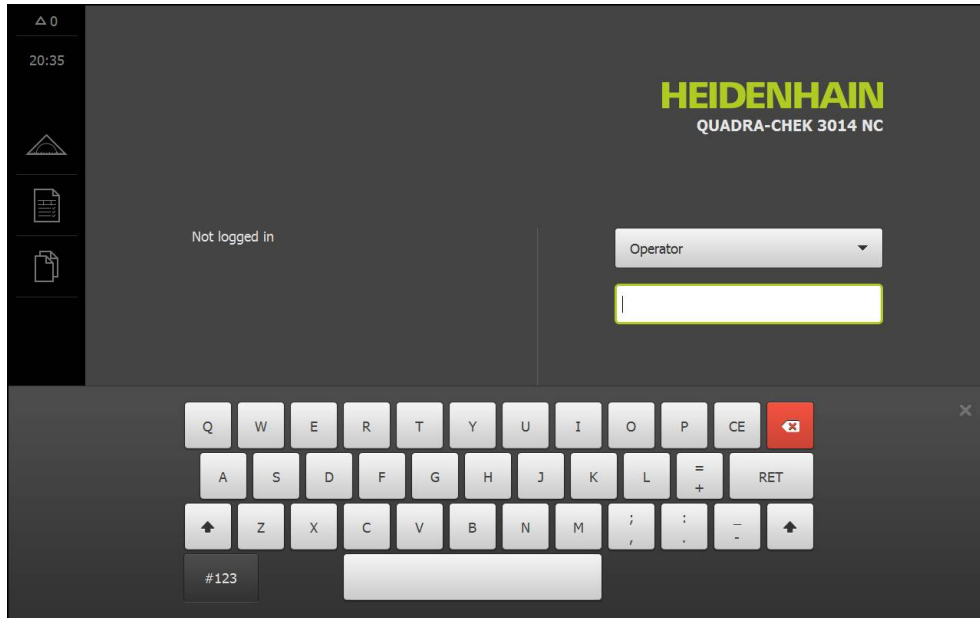 △ 0
20:35
HEIDENHAIN
QUADRA-CHEK 3014 NC
Not logged in
Operator
Q W E R T Y U I O P CE
A S D F G H J K L = + RET
Z X C V B N M ; , : . _ -
#123